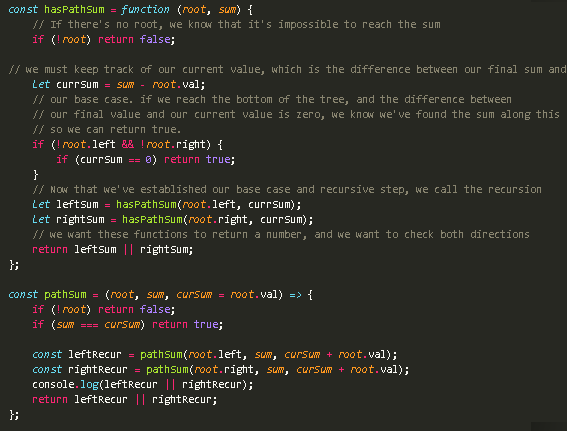 const hasPathSum = function (root, sum) {
// If there's no root, we know that it's impossible to reach the sum
if (!root) return false;
// we must keep track of our current value, which is the difference between our final sum and
let currSum = sum - root.val;
// our base case. if we reach the bottom of the tree, and the difference between
// our final value and our current value is zero, we know we've found the sum along this
// so we can return true.
if (!root.left && !root.right) {
if (currSum == 0) return true;
}
// Now that we've established our base case and recursive step, we call the recursion
let leftSum = hasPathSum(root.left, currSum);
let rightSum = hasPathSum(root.right, currSum);
// we want these functions to return a number, and we want to check both directions
return leftSum || rightSum;
};
const pathSum = (root, sum, curSum = root.val) => {
if (!root) return false;
if (sum === curSum) return true;
const leftRecur = pathSum(root.left, sum, curSum + root.val);
const rightRecur = pathSum(root.right, sum, curSum + root.val);
console.log(leftRecur || rightRecur);
return leftRecur || rightRecur;
};